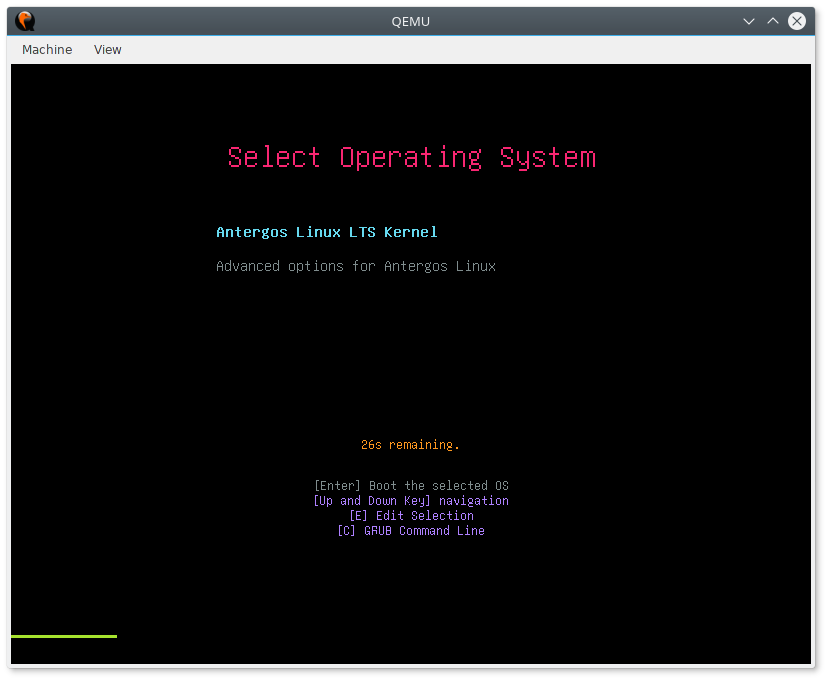 QEMU
Machine View
Select Operating System
Antergos Linux LTS Kernel
Advanced options for Antergos Linux
26s remaining.
[Enter] Boot the selected OS
[Up and Down Key] navigation
[E] Edit Selection
[C] GRUB Command Line